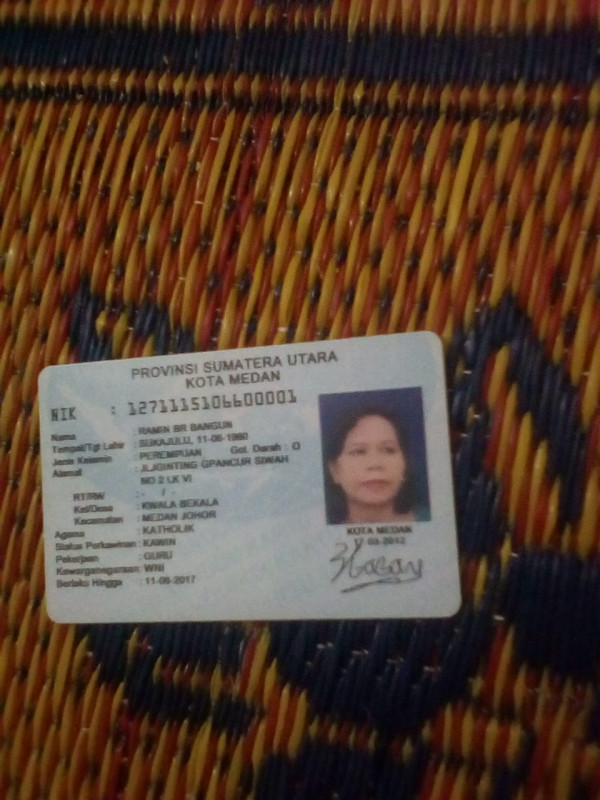 PROVINSI SUMATERA UTARA
KOTA MEDAN
NIK : 1271115106600001
Nama : RAMIN BR BANGUN
Tempat/Tgl Lahir : SUKAJULU, 11-06-1960
Jenis Kelamin : PEREMPUAN Gol. Darah : O
Alamat : JL.JGINTING GPANCUR SIWAH
NO 2 LK VI
RT/RW : - / -
Kel/Desa : KWALA BEKALA
Kecamatan : MEDAN JOHOR
Agama : KATHOLIK
Status Perkawinan : KAWIN
Pekerjaan : GURU
Kewarganegaraan : WNI
Berlaku Hingga : 11-06-2017
KOTA MEDAN
03-2012